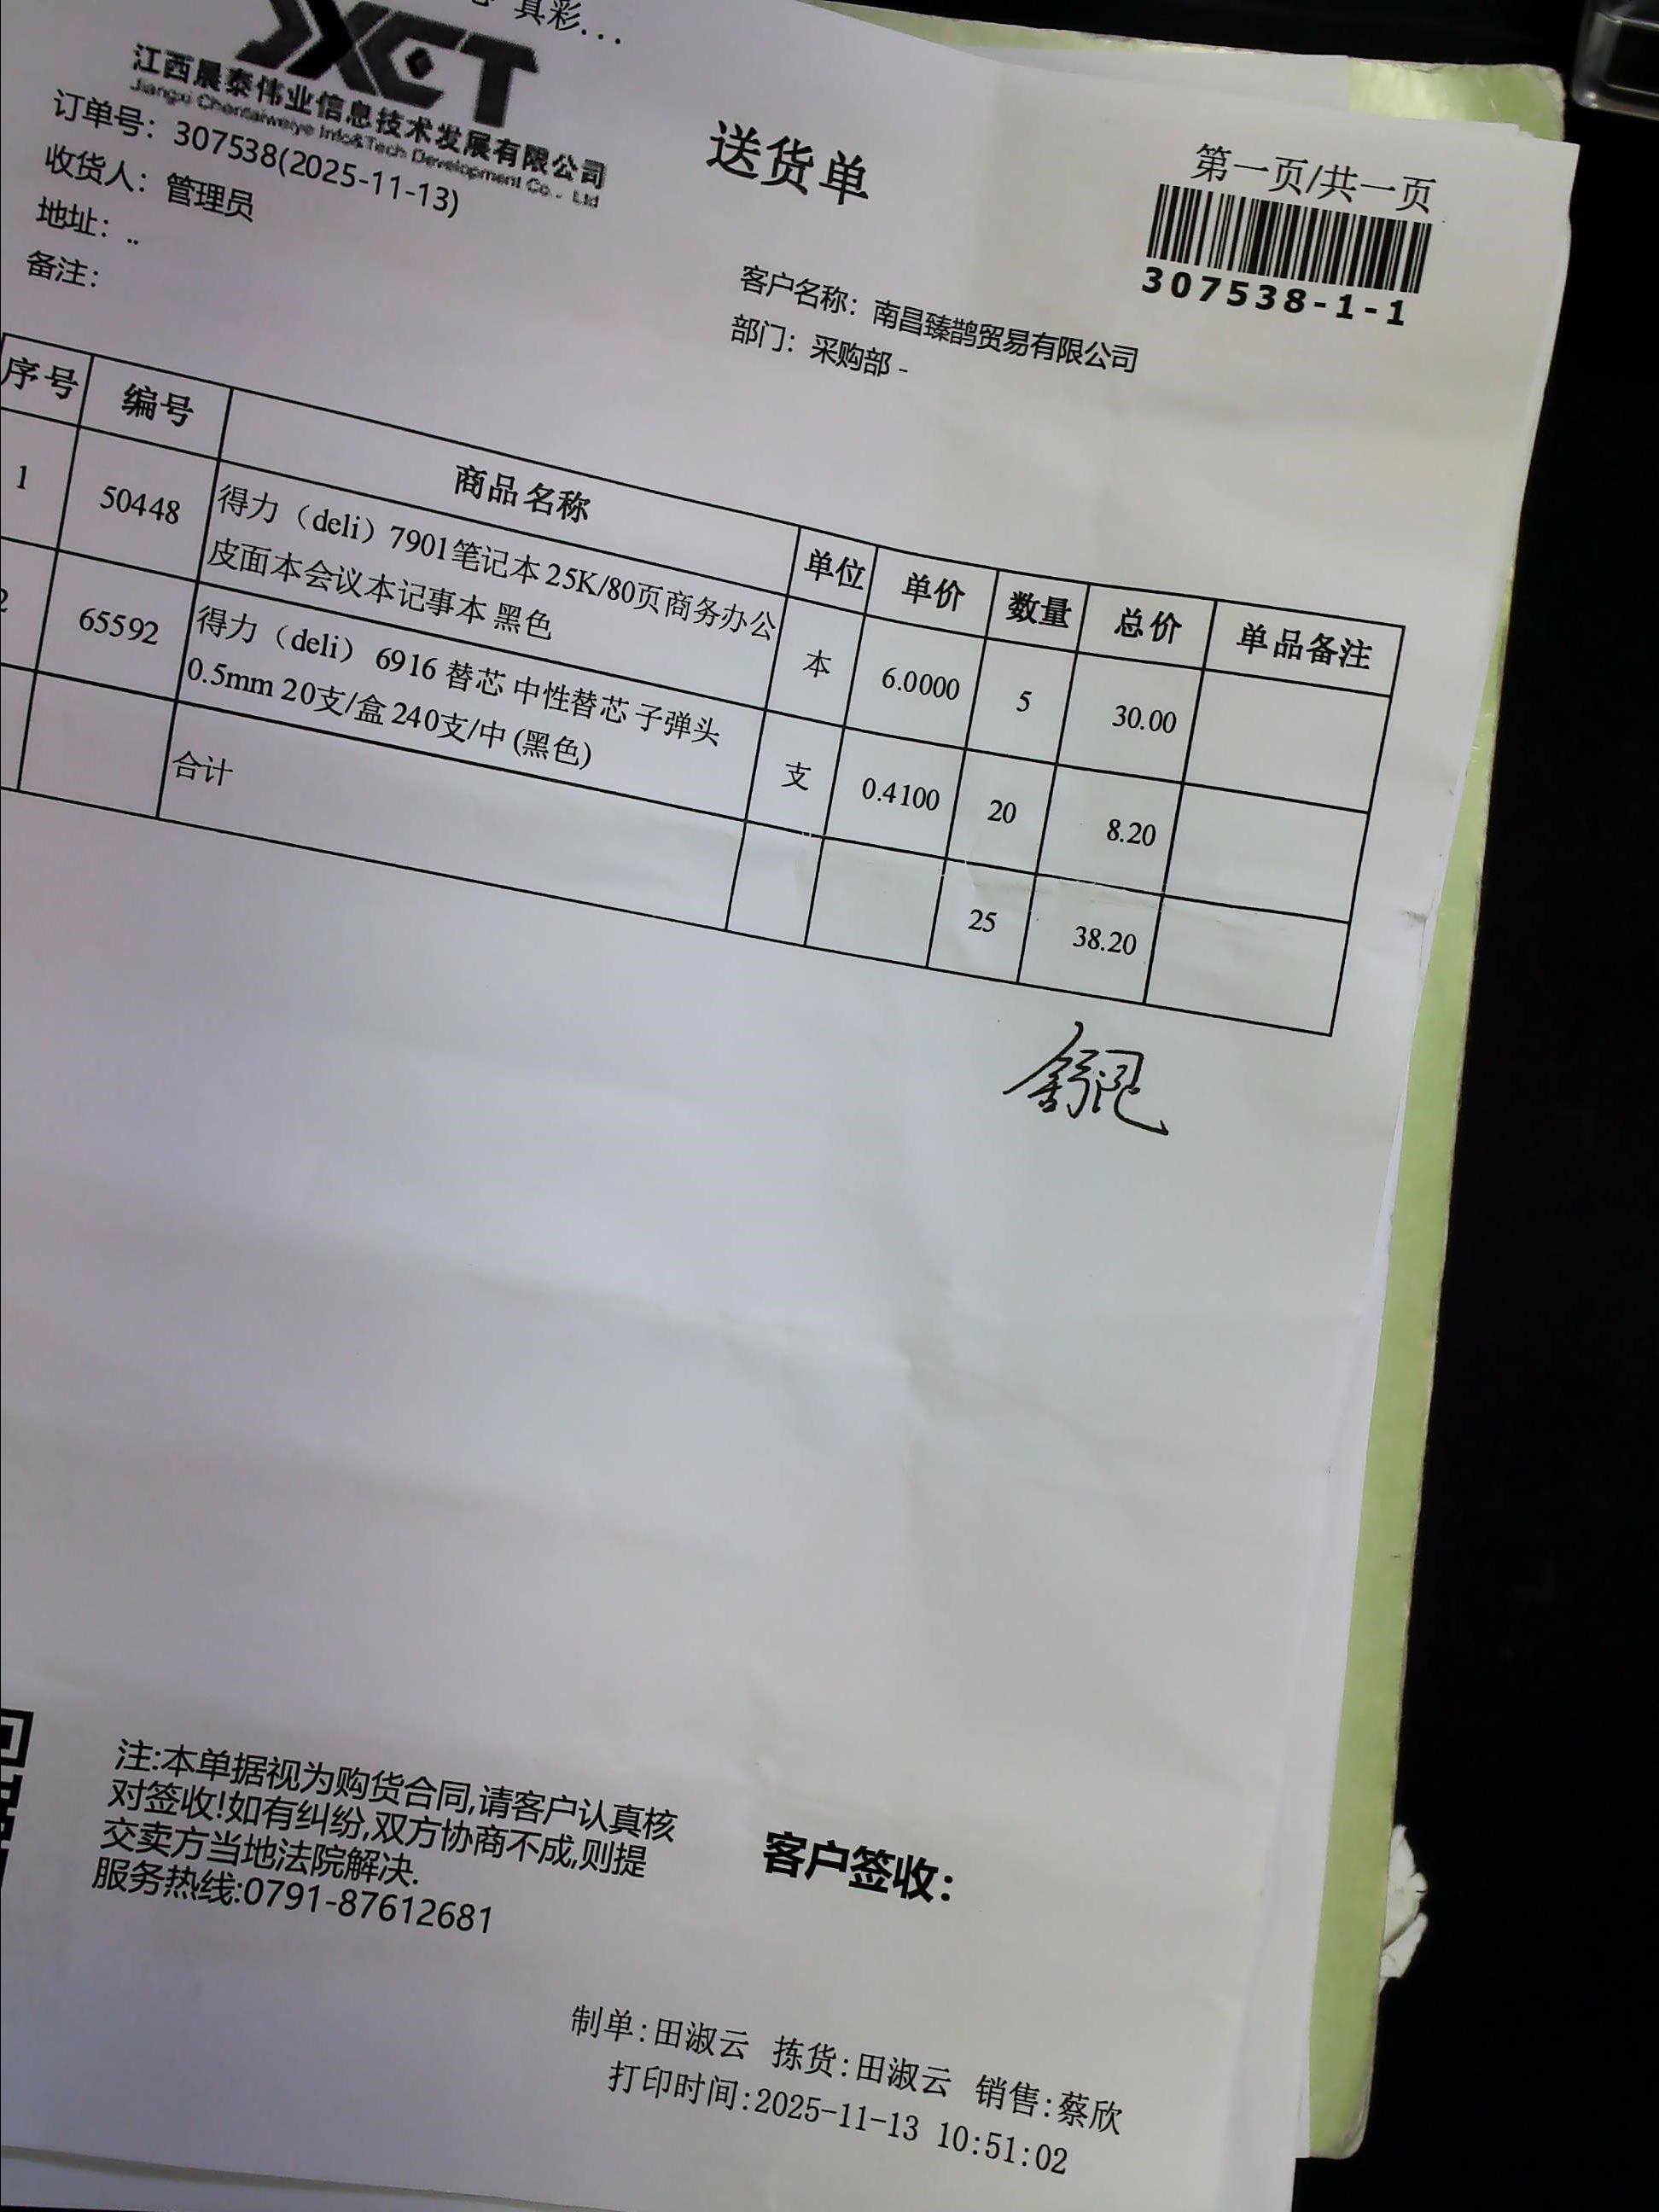 真彩...
JXCT
江西晨泰伟业信息技术发展有限公司
Jiangxi Chentaiweiye Info&Tech Development Co., Ltd
送货单
第一页/共一页
307538-1-1
订单号：307538(2025-11-13)
收货人：管理员
地址：..
备注：
客户名称：南昌臻鹊贸易有限公司
部门：采购部 -
序号 编号 商品名称 单位 单价 数量 总价 单品备注
1 50448 得力（deli）7901笔记本 25K/80页商务办公
皮面本会议本记事本 黑色 本 6.0000 5 30.00
2 65592 得力（deli） 6916 替芯 中性替芯 子弹头
0.5mm 20支/盒 240支/中 (黑色) 支 0.4100 20 8.20
合计 25 38.20
注:本单据视为购货合同,请客户认真核
对签收!如有纠纷,双方协商不成,则提
交卖方当地法院解决.
服务热线:0791-87612681
客户签收：
制单:田淑云 拣货:田淑云 销售:蔡欣
打印时间:2025-11-13 10:51:02